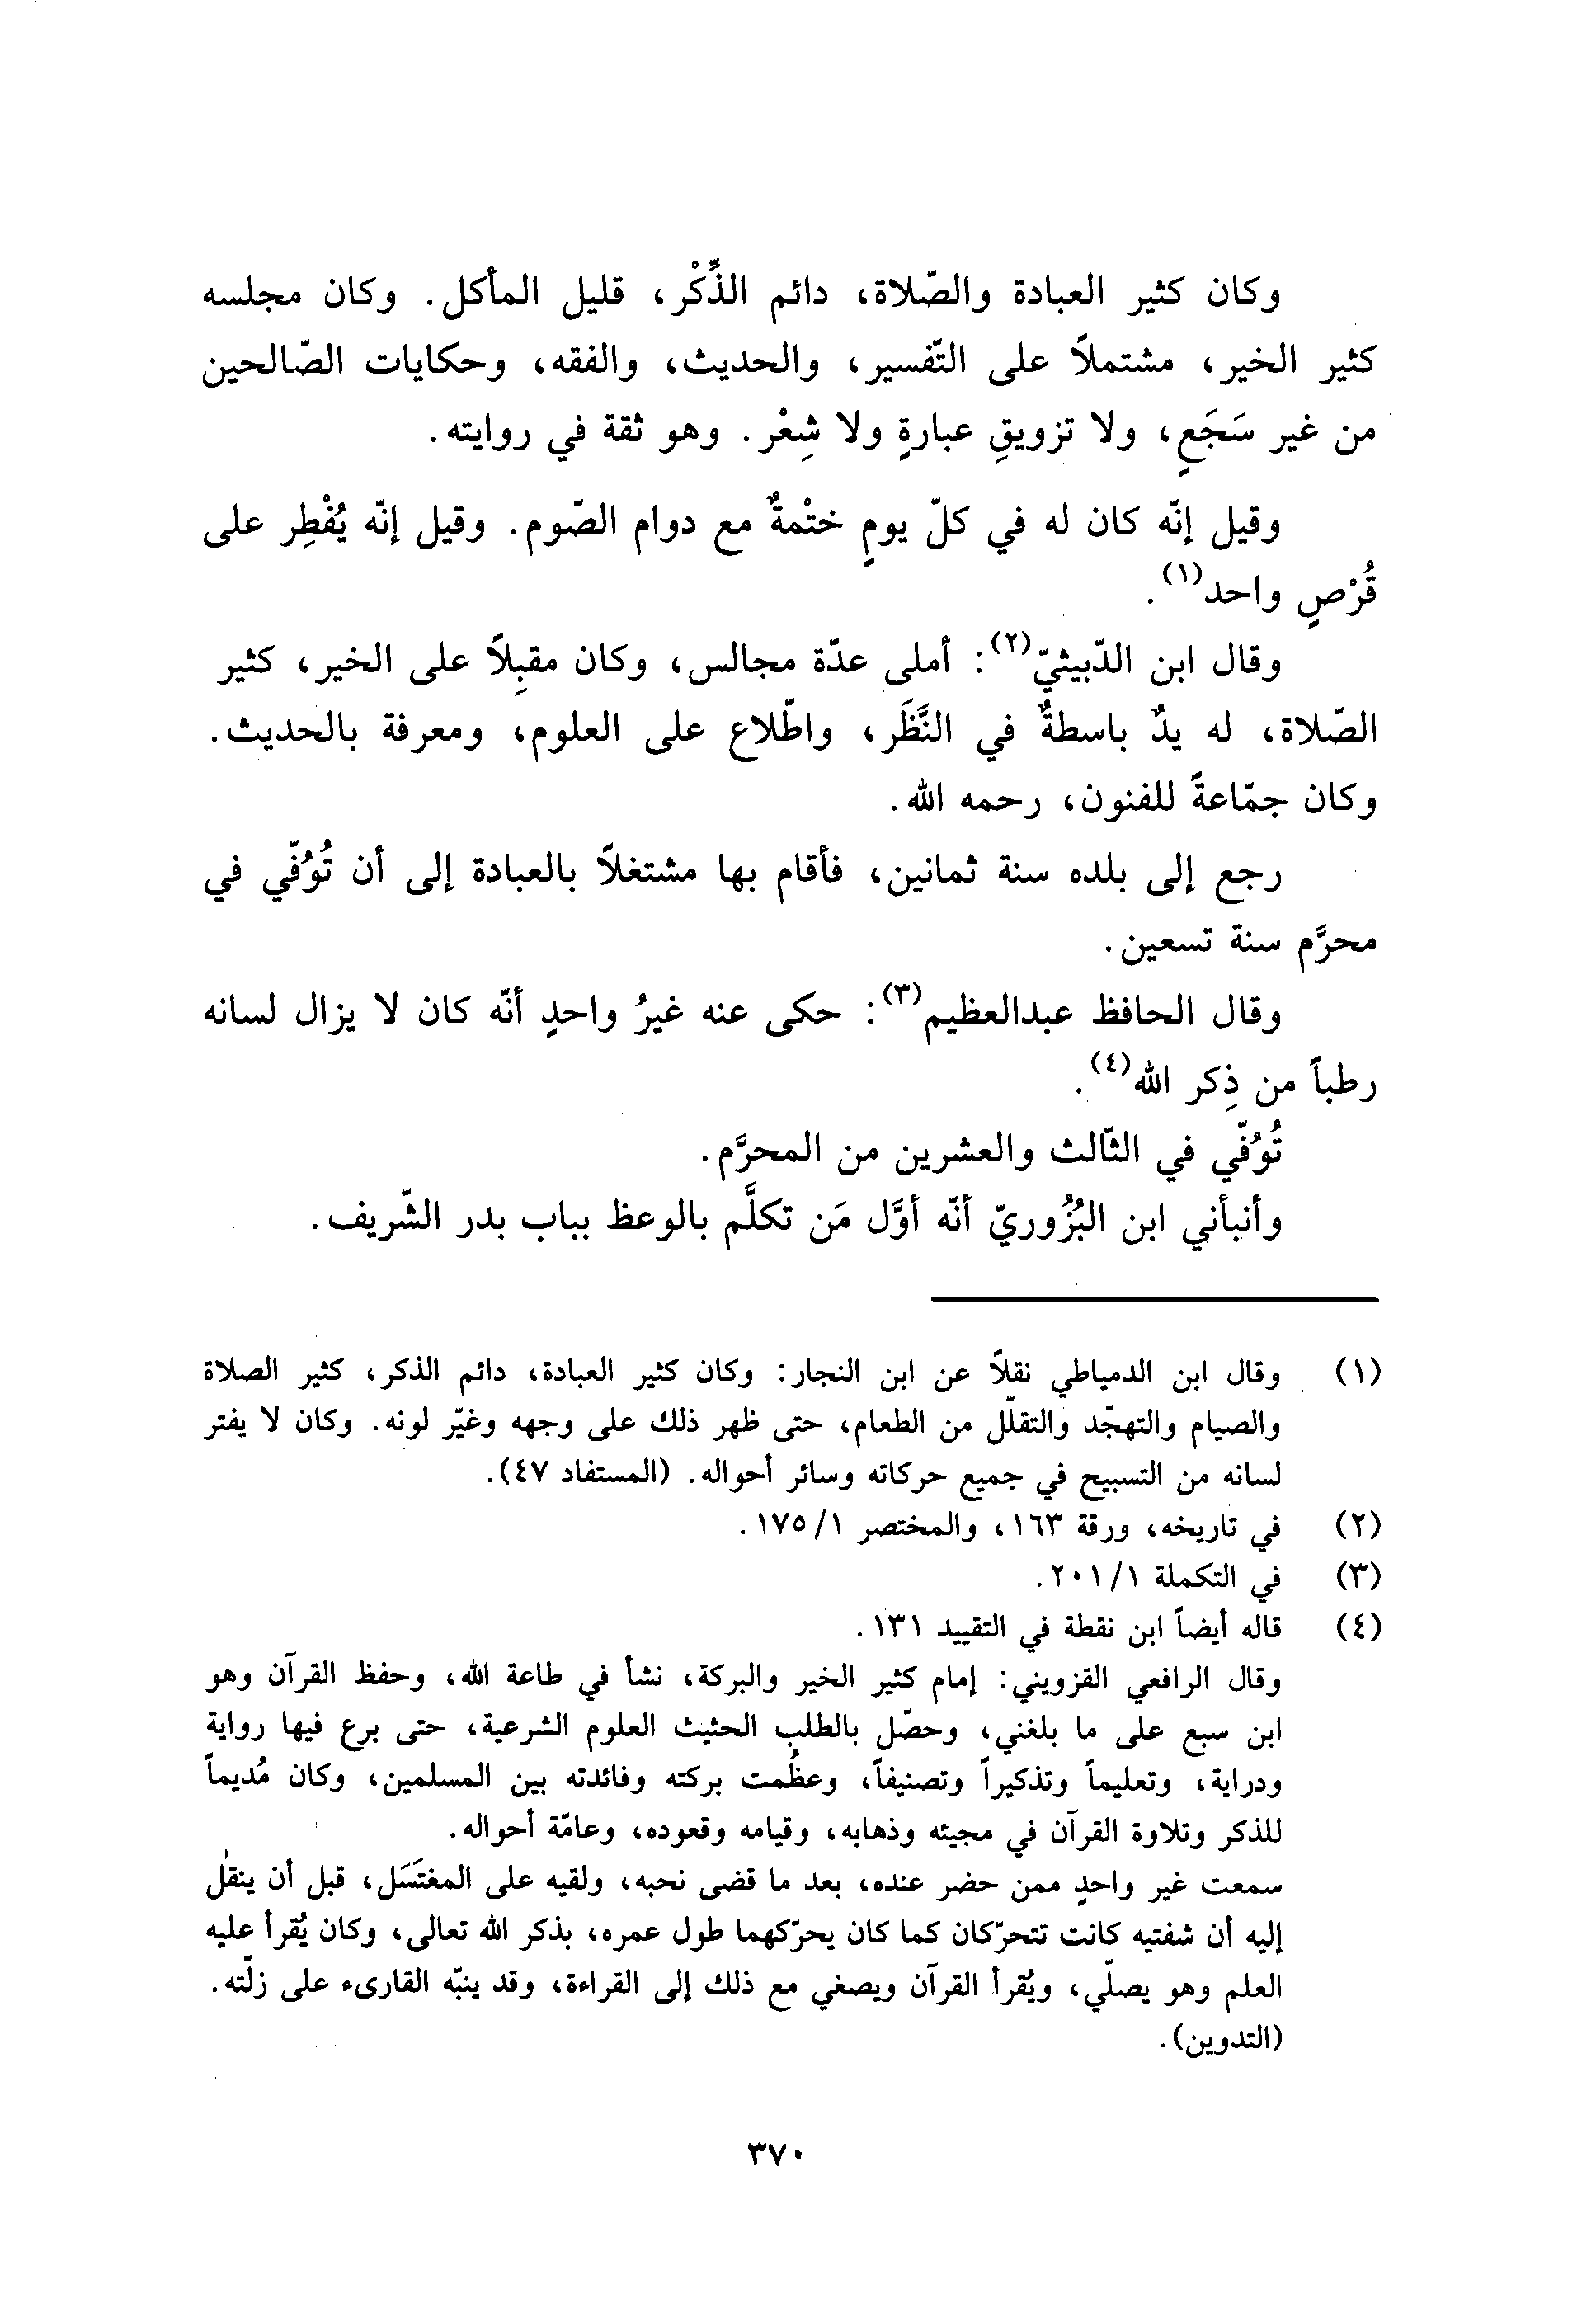 وكان كثير العبادة والصّلاة، دائم الذِّكْر، قليل المأكل. وكان مجلسه
كثير الخير، مشتملاً على التّفسير، والحديث، والفقه، وحكايات الصّالحين
من غير سَجَعٍ، ولا تزويقِ عبارةٍ ولا شِعْر. وهو ثقة في روايته.
وقيل إنّه كان له في كلّ يومٍ ختْمةٌ مع دوام الصّوم. وقيل إنّه يُفْطِر على
قُرْصٍ واحد(١).
وقال ابن الدّبيثيّ(٢): أملى عدّة مجالس، وكان مقبِلاً على الخير، كثير
الصّلاة، له يدٌ باسطةٌ في النَّظَر، واطّلاع على العلوم، ومعرفة بالحديث.
وكان جمّاعةً للفنون، رحمه الله.
رجع إلى بلده سنة ثمانين، فأقام بها مشتغلاً بالعبادة إلى أن تُوُفّي في
محرَّم سنة تسعين.
وقال الحافظ عبدالعظيم(٣): حكى عنه غيرُ واحدٍ أنّه كان لا يزال لسانه
رطباً من ذِكر الله(٤).
تُوُفّي في الثّالث والعشرين من المحرَّم.
وأنبأني ابن البُزُوريّ أنّه أوَّل مَن تكلَّم بالوعظ بباب بدر الشّريف.
(١) وقال ابن الدمياطي نقلاً عن ابن النجار: وكان كثير العبادة، دائم الذكر، كثير الصلاة
والصيام والتهجّد والتقلّل من الطعام، حتى ظهر ذلك على وجهه وغيّر لونه. وكان لا يفتر
لسانه من التسبيح في جميع حركاته وسائر أحواله. (المستفاد ٤٧).
(٢) في تاريخه، ورقة ١٦٣، والمختصر ١/١٧٥.
(٣) في التكملة ١/٢٠١.
(٤) قاله أيضاً ابن نقطة في التقييد ١٣١.
وقال الرافعي القزويني: إمام كثير الخير والبركة، نشأ في طاعة الله، وحفظ القرآن وهو
ابن سبع على ما بلغني، وحصّل بالطلب الحثيث العلوم الشرعية، حتى برع فيها رواية
ودراية، وتعليماً وتذكيراً وتصنيفاً، وعظُمت بركته وفائدته بين المسلمين، وكان مُديماً
للذكر وتلاوة القرآن في مجيئه وذهابه، وقيامه وقعوده، وعامّة أحواله.
سمعت غير واحدٍ ممن حضر عنده، بعد ما قضى نحبه، ولقيه على المغتَسَل، قبل أن ينقل
إليه أن شفتيه كانت تتحرّكان كما كان يحرّكهما طول عمره، بذكر الله تعالى، وكان يُقرأ عليه
العلم وهو يصلّي، ويُقرأ القرآن ويصغي مع ذلك إلى القراءة، وقد ينبّه القارىء على زلّته.
(التدوين).
٣٧٠